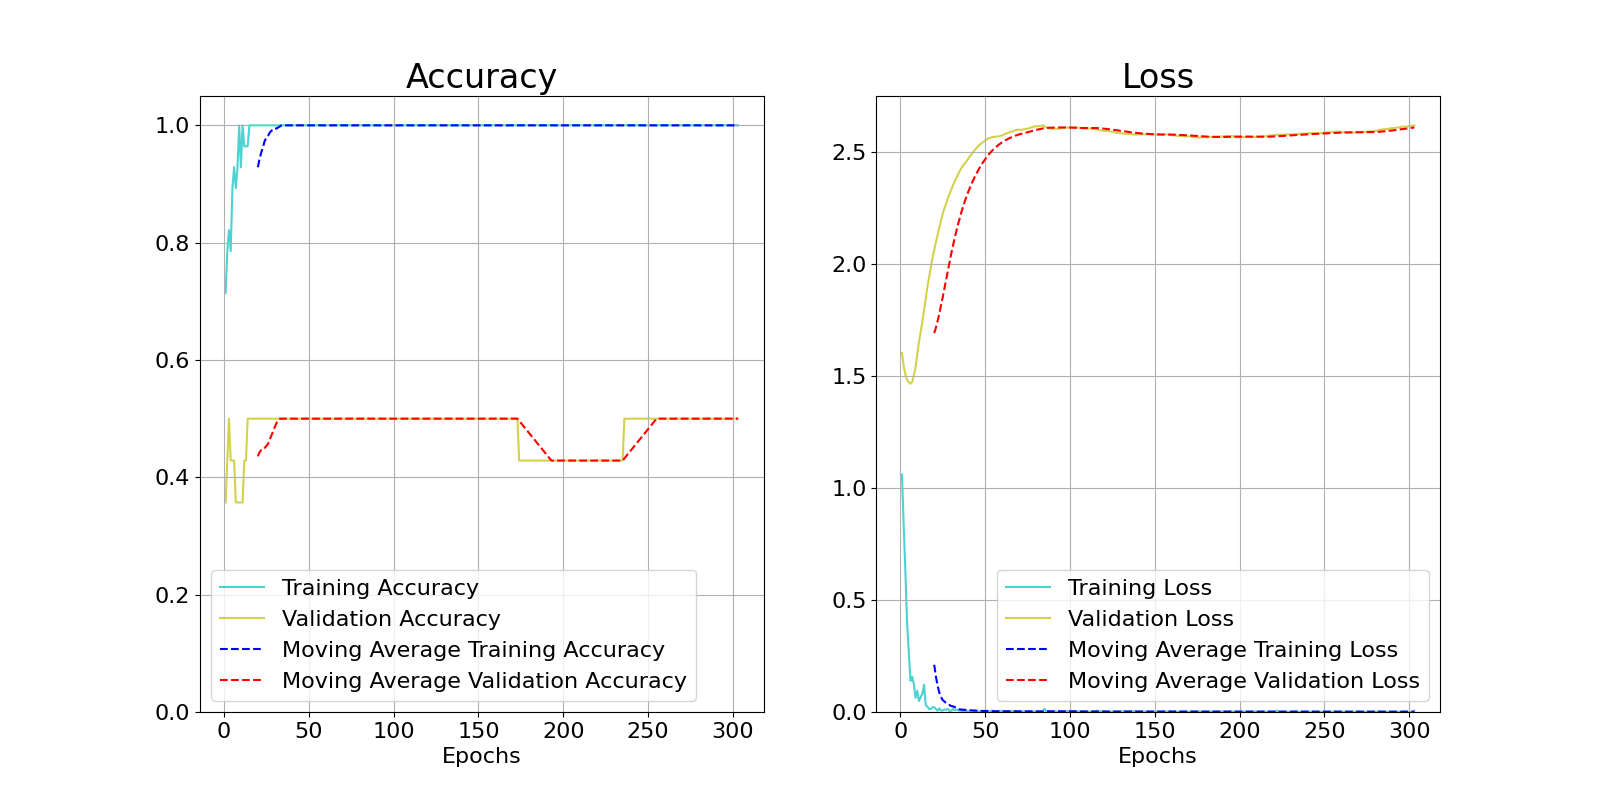 Accuracy
1.0
0.8
0.6
0.4
0.2
0.0
Training Accuracy
Validation Accuracy
Moving Average Training Accuracy
Moving Average Validation Accuracy
0 50 100 150 200 250 300
Epochs
Loss
2.5
2.0
1.5
1.0
0.5
0.0
Training Loss
Validation Loss
Moving Average Training Loss
Moving Average Validation Loss
0 50 100 150 200 250 300
Epochs